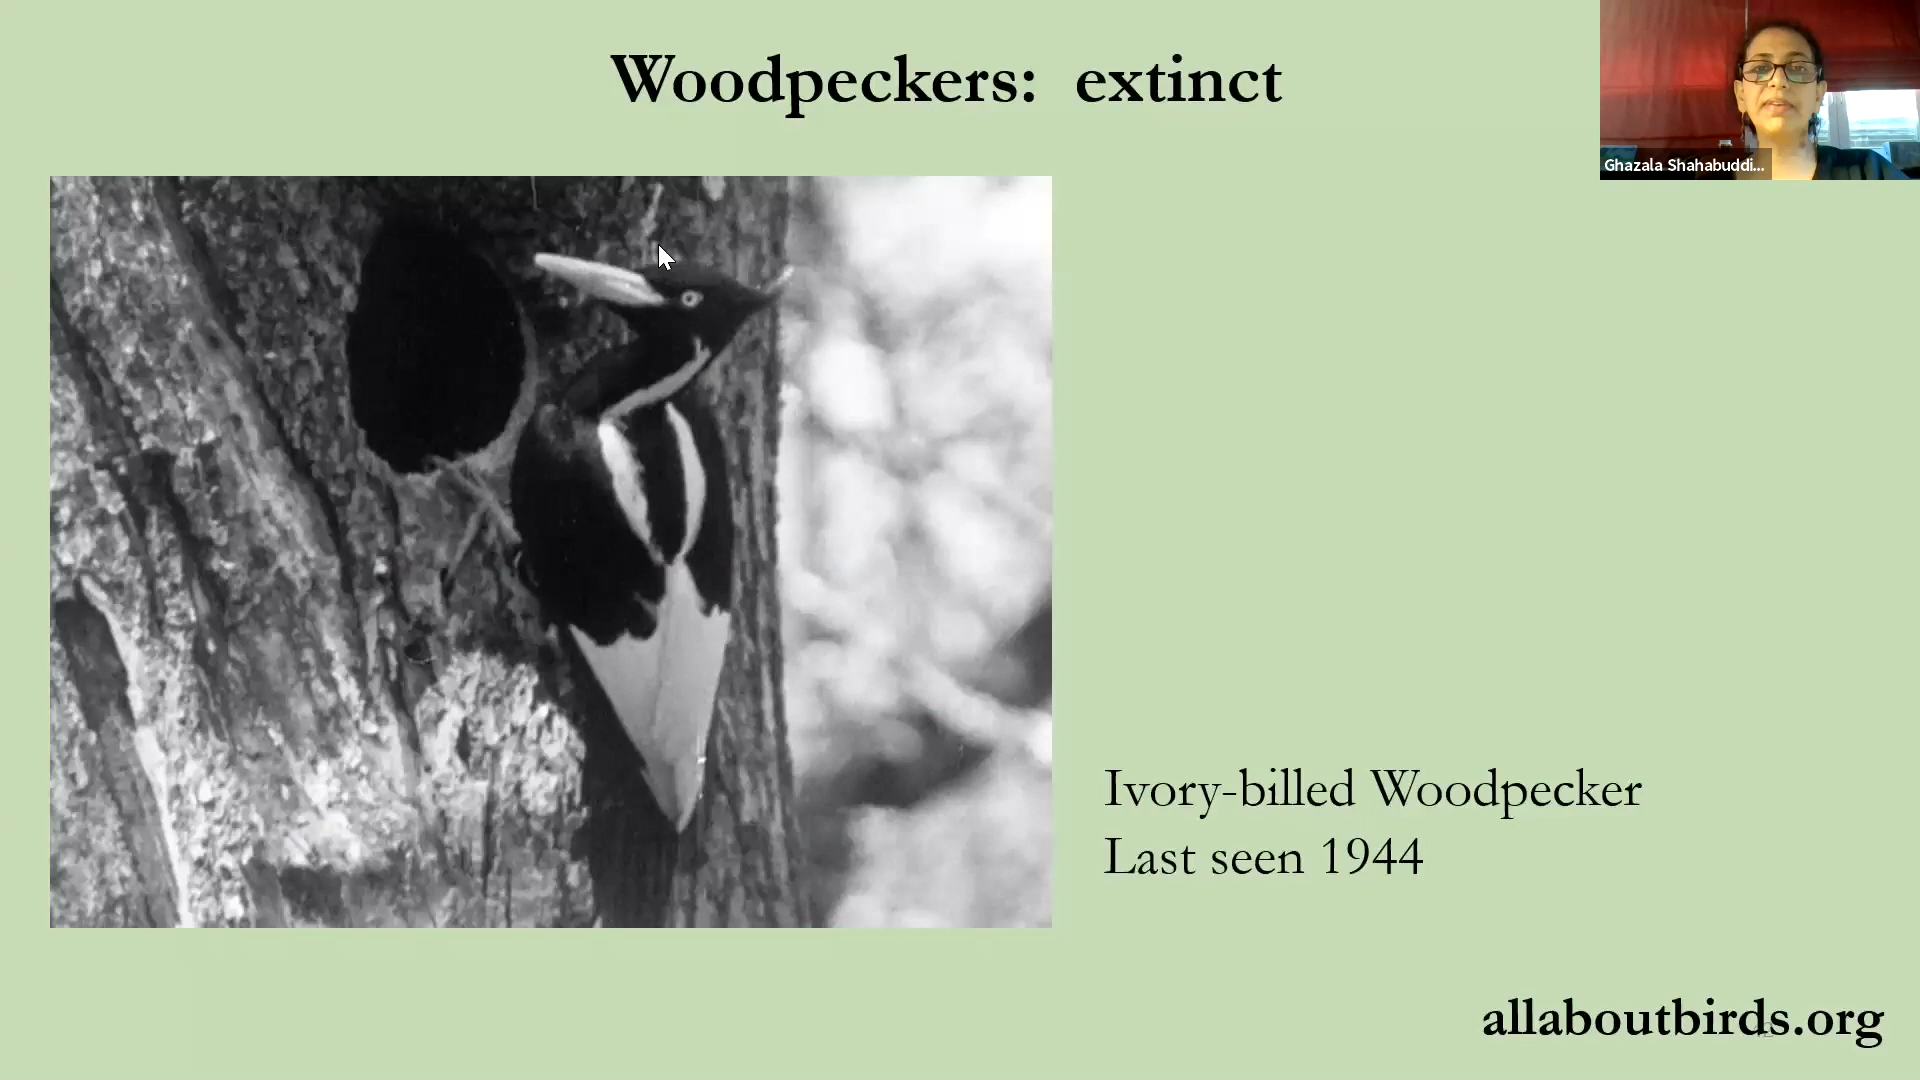 Woodpeckers: extinct
Ghazala Shahabuddi...
Ivory-billed Woodpecker
Last seen 1944
allaboutbirds.org